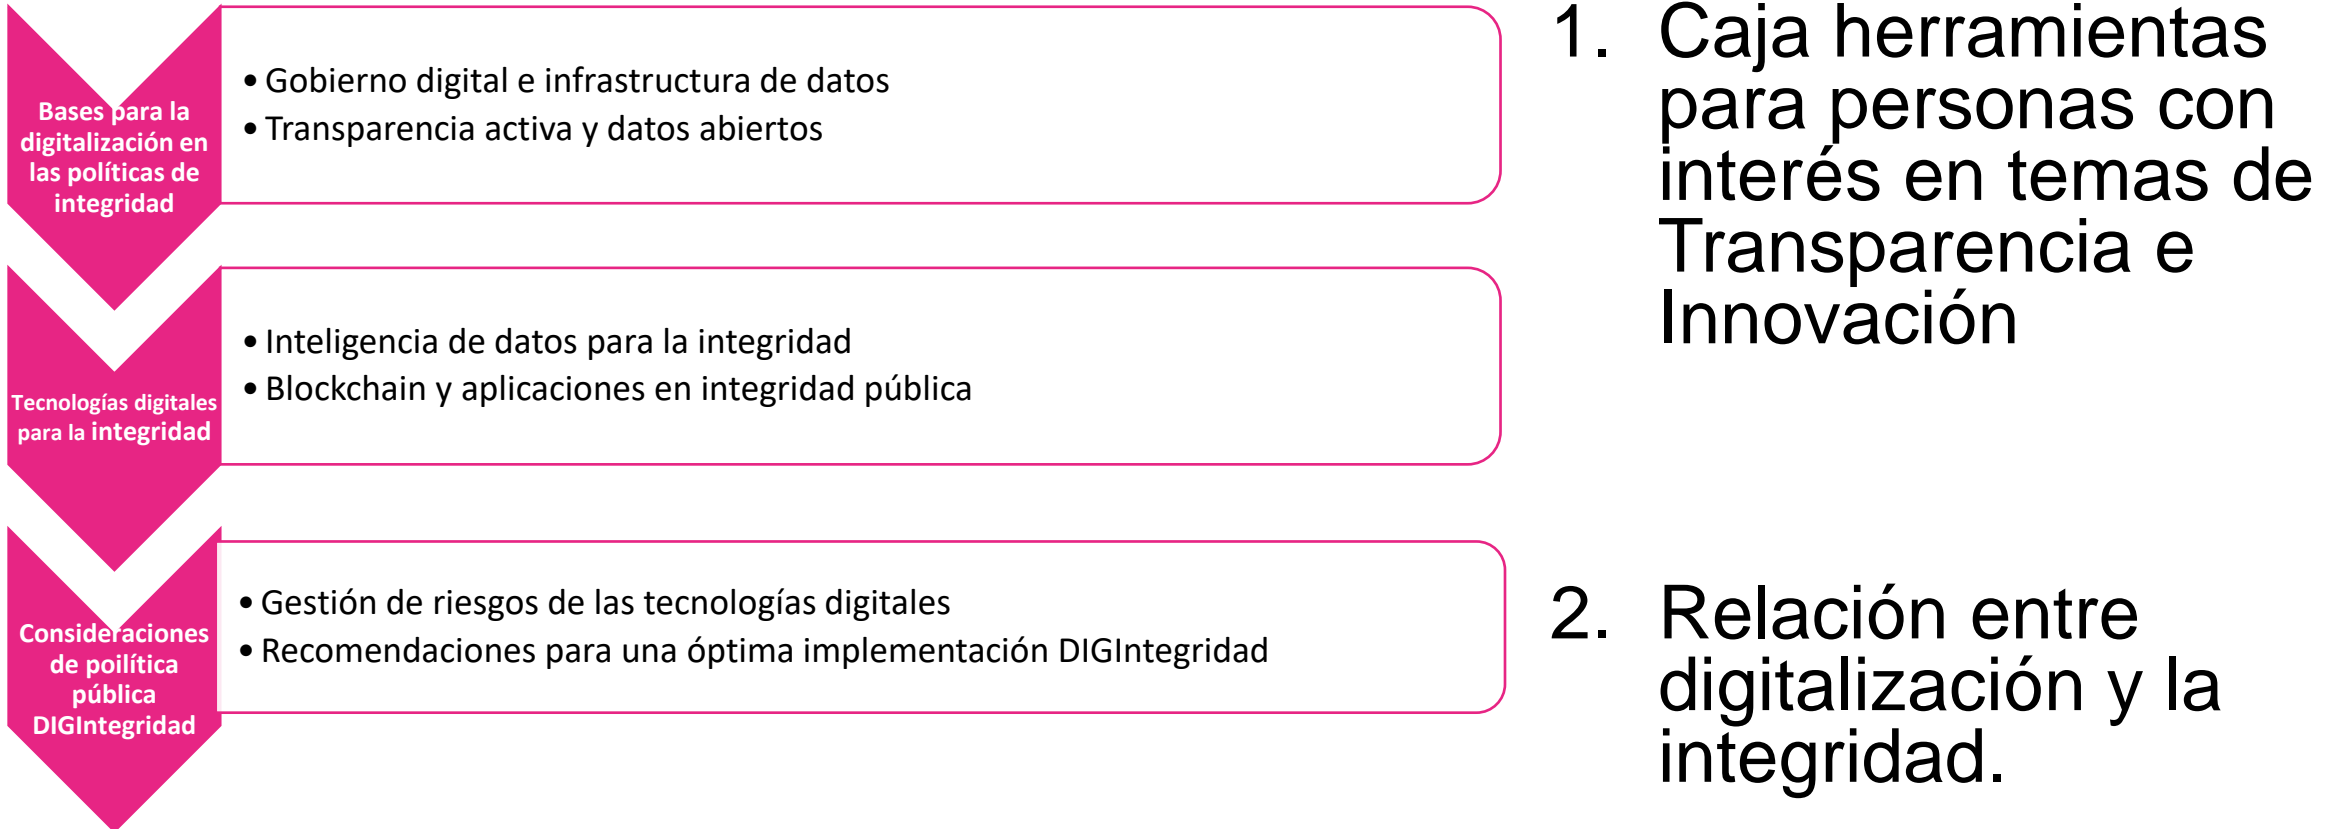 Bases para la
digitalización en
las políticas de
integridad
• Gobierno digital e infrastructura de datos
• Transparencia activa y datos abiertos
Tecnologías digitales
para la integridad
• Inteligencia de datos para la integridad
• Blockchain y aplicaciones en integridad pública
Consideraciones
de poilítica
pública
DIGIntegridad
• Gestión de riesgos de las tecnologías digitales
• Recomendaciones para una óptima implementación DIGIntegridad
1. Caja herramientas
para personas con
interés en temas de
Transparencia e
Innovación
2. Relación entre
digitalización y la
integridad.